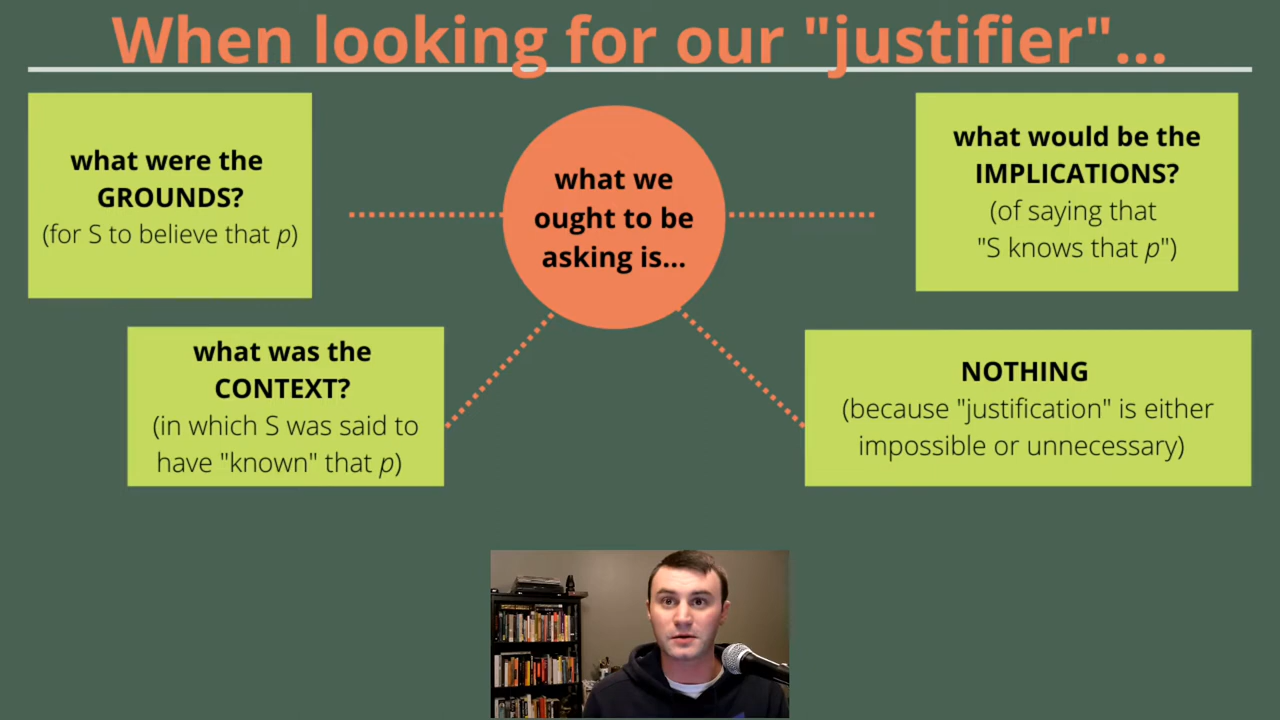 When looking for our "justifier"...
what were the
GROUNDS?
(for S to believe that p)
what we
ought to be
asking is...
what would be the
IMPLICATIONS?
(of saying that
"S knows that p")
what was the
CONTEXT?
(in which S was said to
have "known" that p)
NOTHING
(because "justification" is either
impossible or unnecessary)